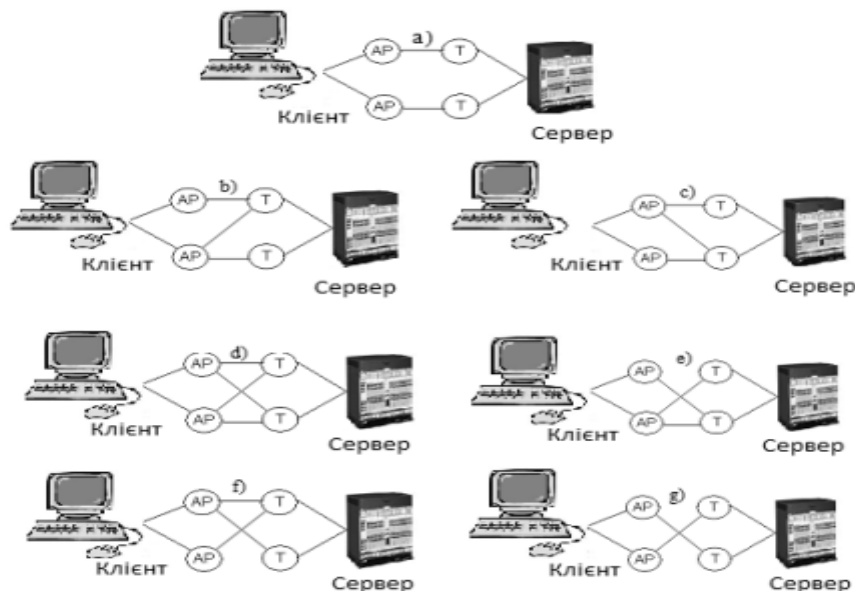 AP a) T
AP T
Клієнт
Сервер
b)
AP T
AP T
Клієнт
Сервер
c)
AP T
AP T
Клієнт
Сервер
d)
AP T
AP T
Клієнт
Сервер
e)
AP T
AP T
Клієнт
Сервер
f)
AP T
AP T
Клієнт
Сервер
g)
AP T
AP T
Клієнт
Сервер